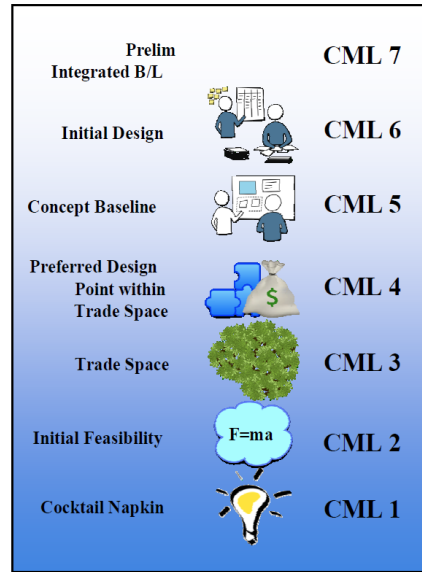 Prelim
Integrated B/L
CML 7
Initial Design
CML 6
Concept Baseline
CML 5
Preferred Design
Point within
Trade Space
$
CML 4
Trade Space
CML 3
Initial Feasibility
F=ma
CML 2
Cocktail Napkin
CML 1